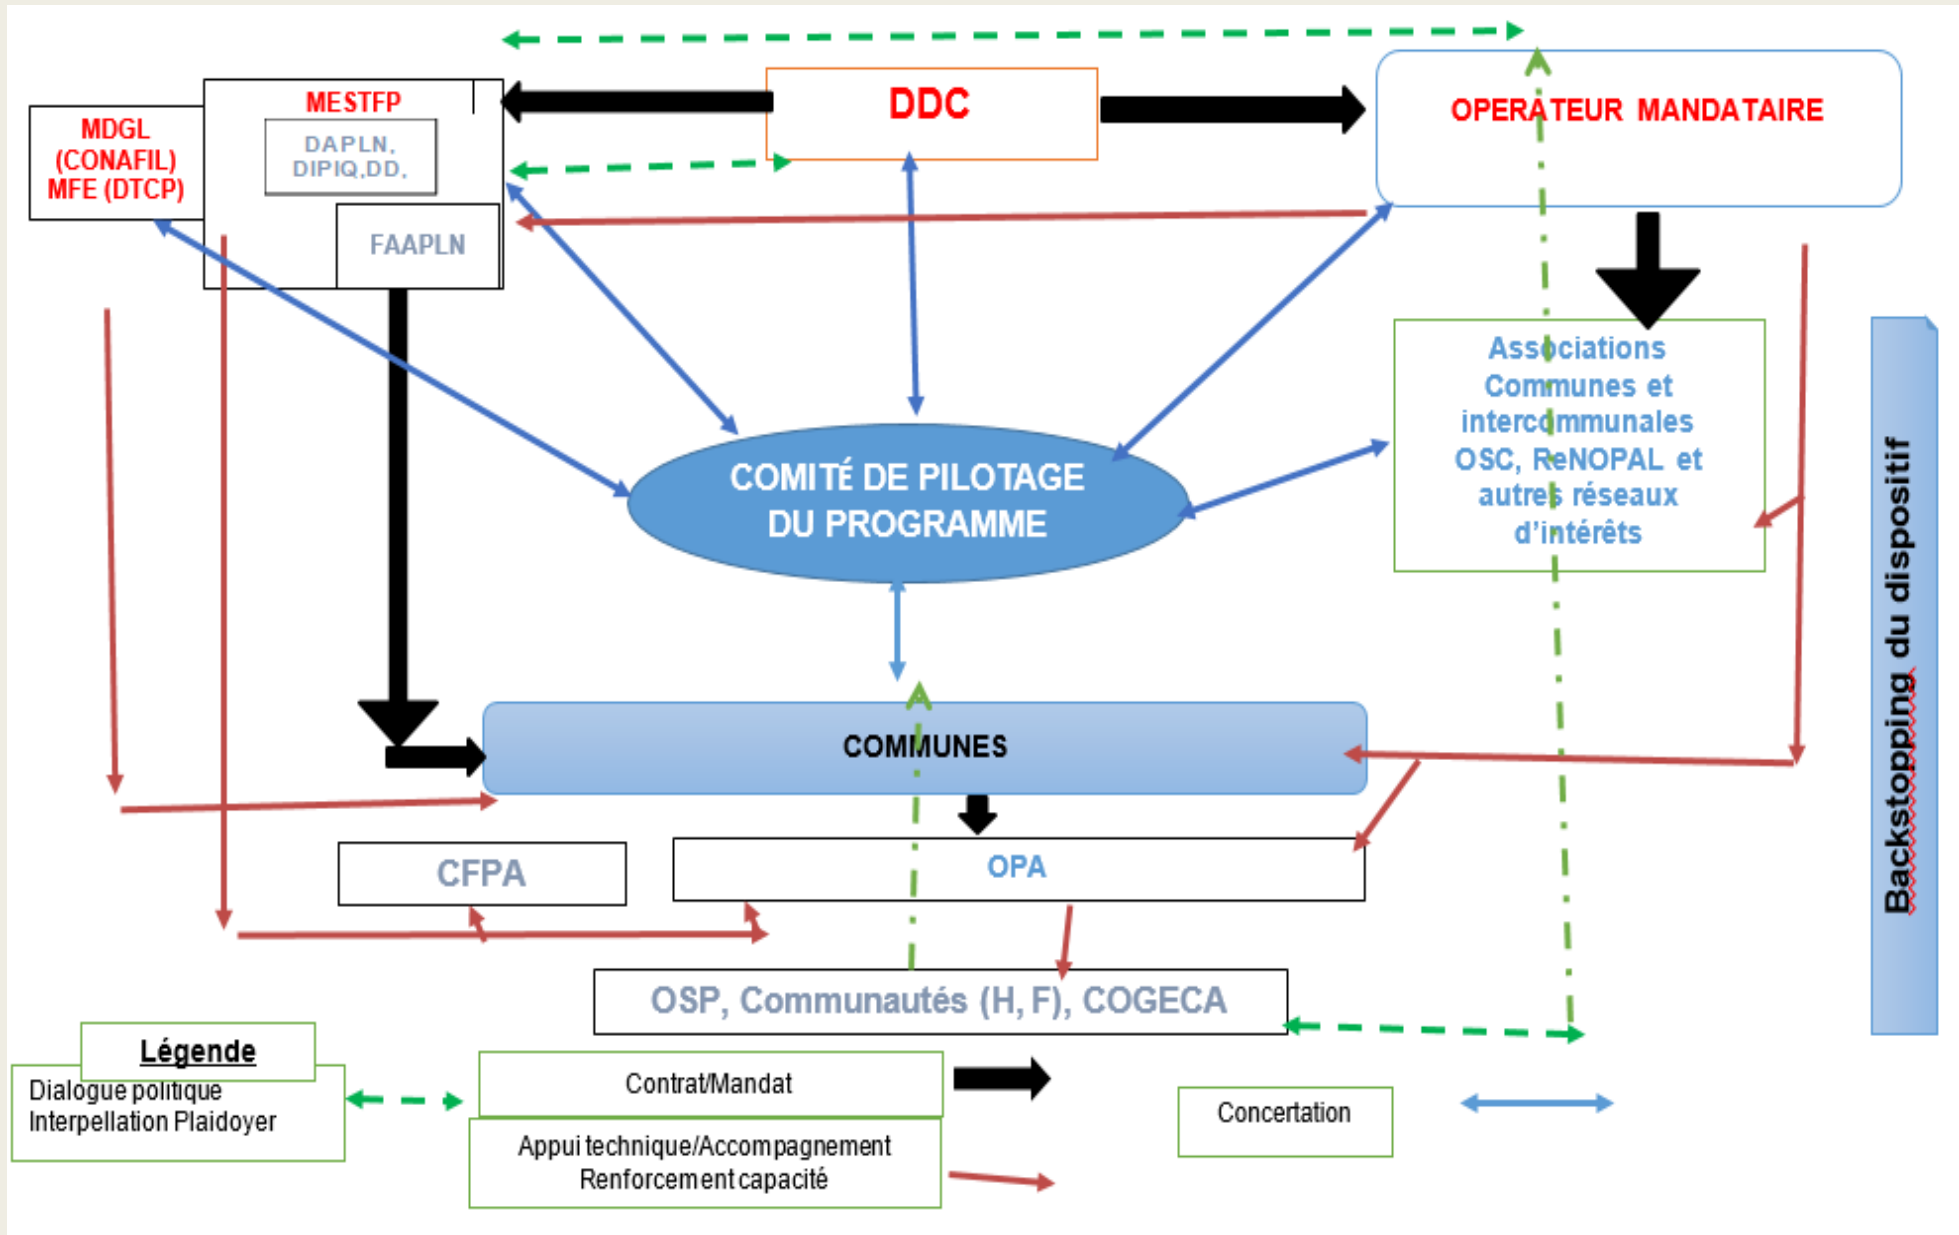 MDGL
(CONAFIL)
MFE (DTCP)
MESTFP
DAPLN,
DIPIQ,DD,
FAAPLN
DDC
OPERATEUR MANDATAIRE
Associations
Communes et
intercommunales
OSC, ReNOPAL et
autres réseaux
d’intérêts
COMITÉ DE PILOTAGE
DU PROGRAMME
COMMUNES
CFPA
OPA
OSP, Communautés (H, F), COGECA
Backstopping du dispositif
Légende
Dialogue politique
Interpellation Plaidoyer
Contrat/Mandat
Appui technique/Accompagnement
Renforcement capacité
Concertation